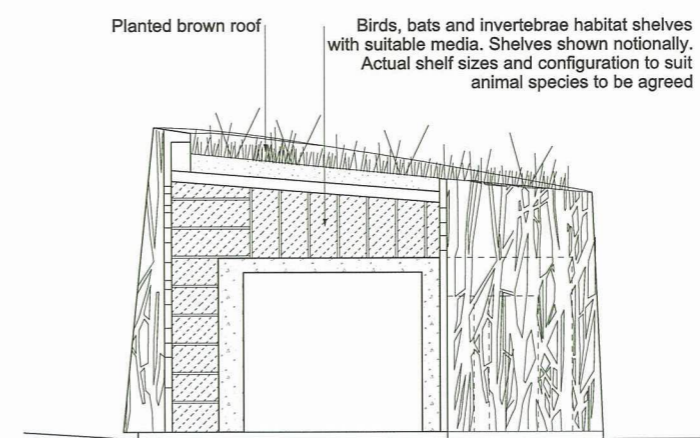 Planted brown roof
Birds, bats and invertebrae habitat shelves
with suitable media. Shelves shown notionally.
Actual shelf sizes and configuration to suit
animal species to be agreed